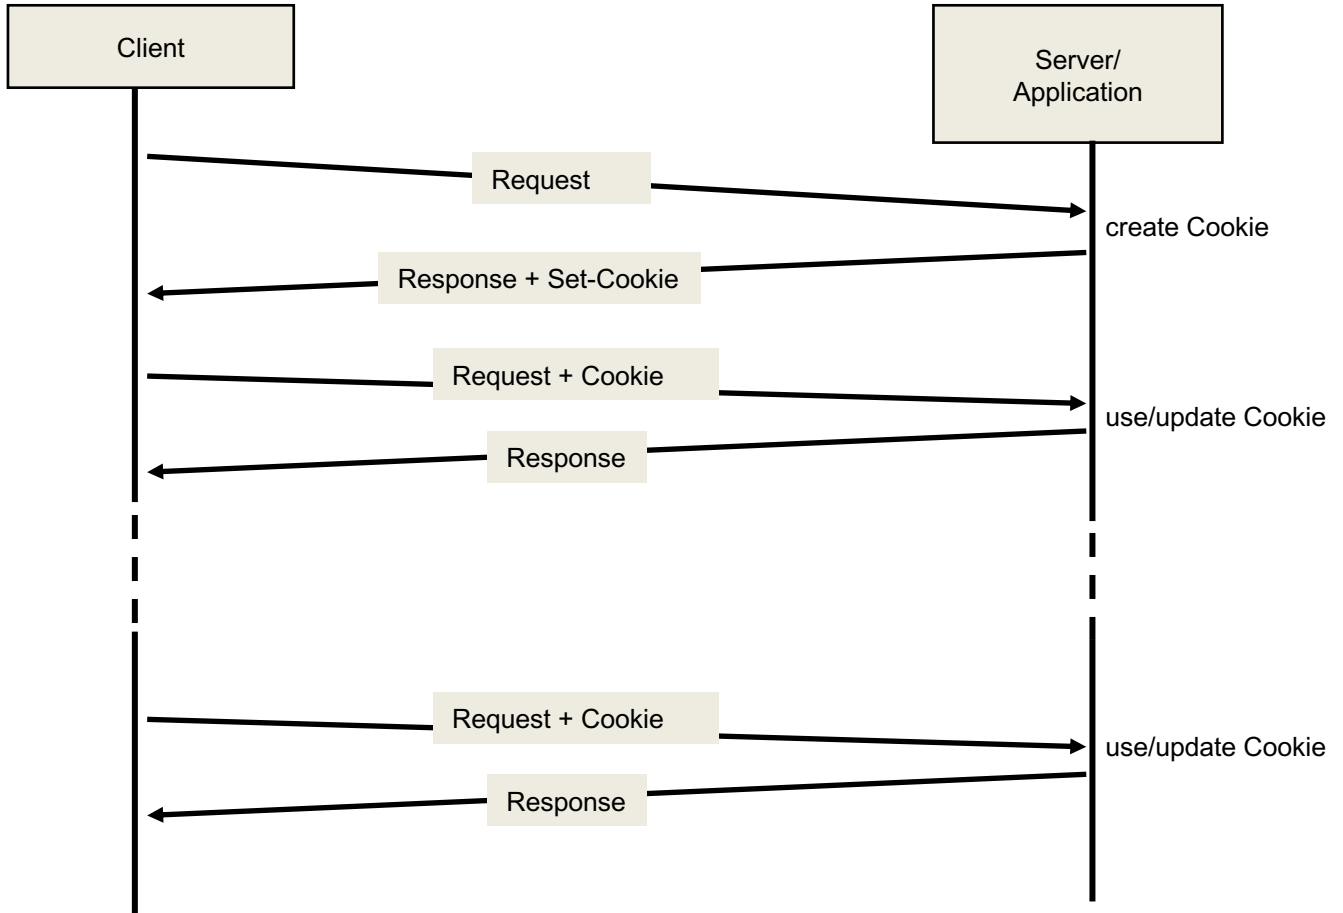 Client
Server/
Application
Request
create Cookie
Response + Set-Cookie
Request + Cookie
use/update Cookie
Response
Request + Cookie
use/update Cookie
Response